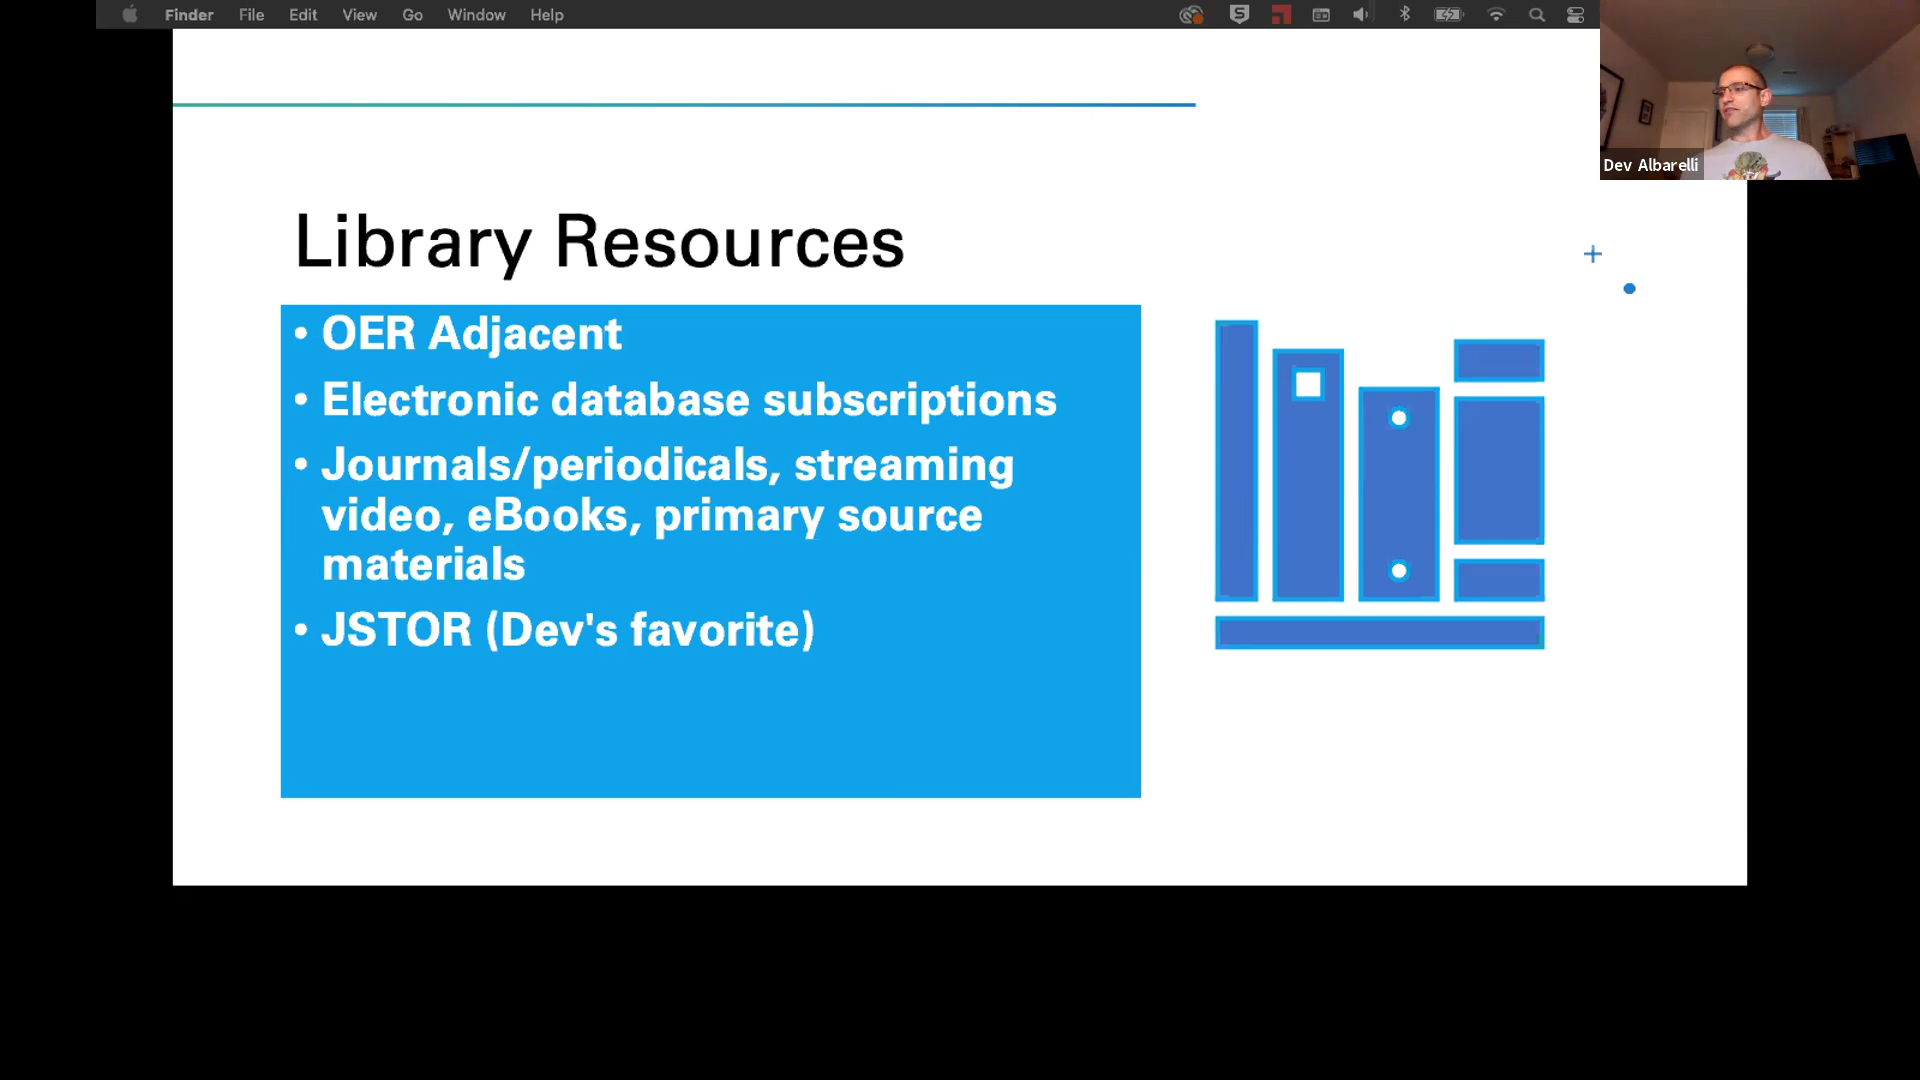 Finder File Edit View Go Window Help
Dev Albarelli
Library Resources
• OER Adjacent
• Electronic database subscriptions
• Journals/periodicals, streaming
video, eBooks, primary source
materials
• JSTOR (Dev's favorite)